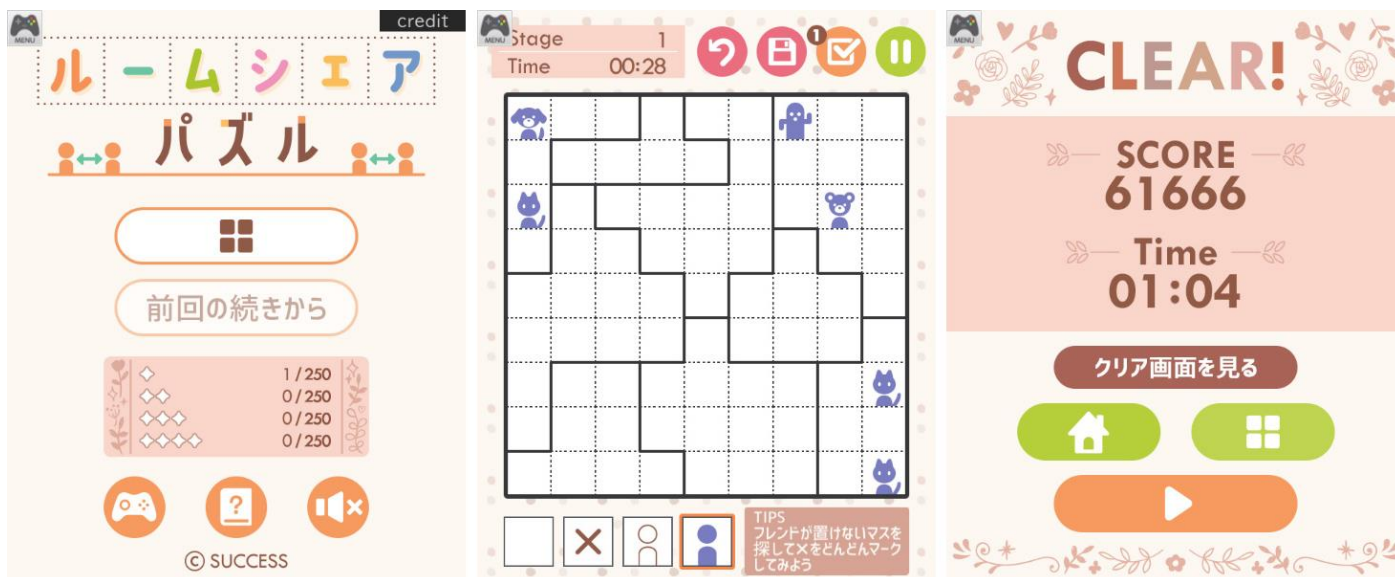 MENU
credit
ルームシェア
パズル
前回の続きから
1/250
0/250
0/250
0/250
?
© SUCCESS
MENU
Stage 1
Time 00:28
1
TIPS
フレンドが置けないマスを
探して×をどんどんマーク
してみよう
MENU
CLEAR!
SCORE
61666
Time
01:04
クリア画面を見る